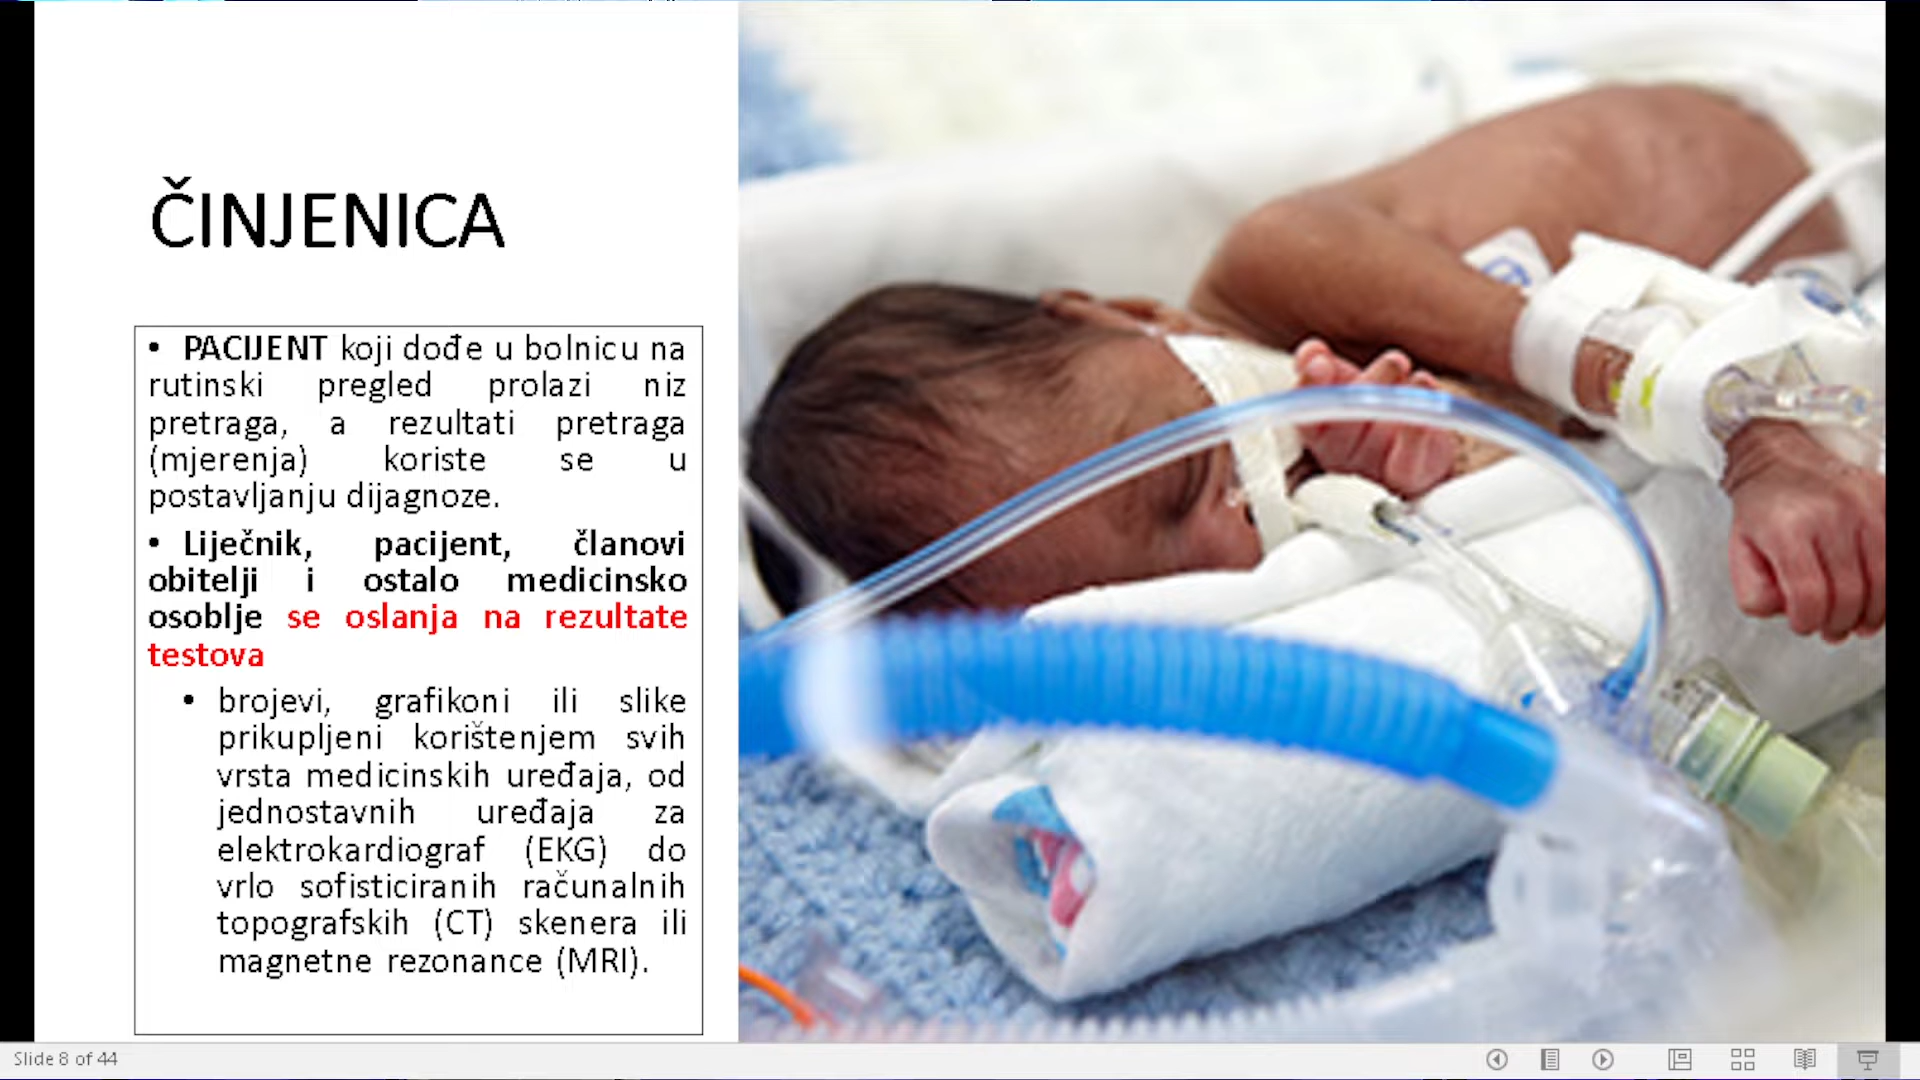 ČINJENICA
• PACIJENT koji dođe u bolnicu na
rutinski pregled prolazi niz
pretraga, a rezultati pretraga
(mjerenja) koriste se u
postavljanju dijagnoze.
• Liječnik, pacijent, članovi
obitelji i ostalo medicinsko
osoblje se oslanja na rezultate
testova
• brojevi, grafikoni ili slike
prikupljeni korištenjem svih
vrsta medicinskih uređaja, od
jednostavnih uređaja za
elektrokardiograf (EKG) do
vrlo sofisticiranih računalnih
topografskih (CT) skenera ili
magnetne rezonance (MRI).
Slide 8 of 44